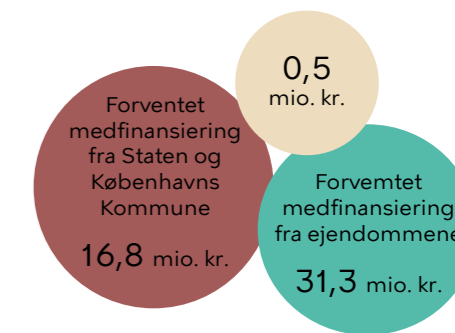 0,5
mio. kr.
Forventet
medfinansiering
fra Staten og
Københavns
Kommune
16,8 mio. kr.
Forvemtet
medfinansiering
fra ejendommene
31,3 mio. kr.